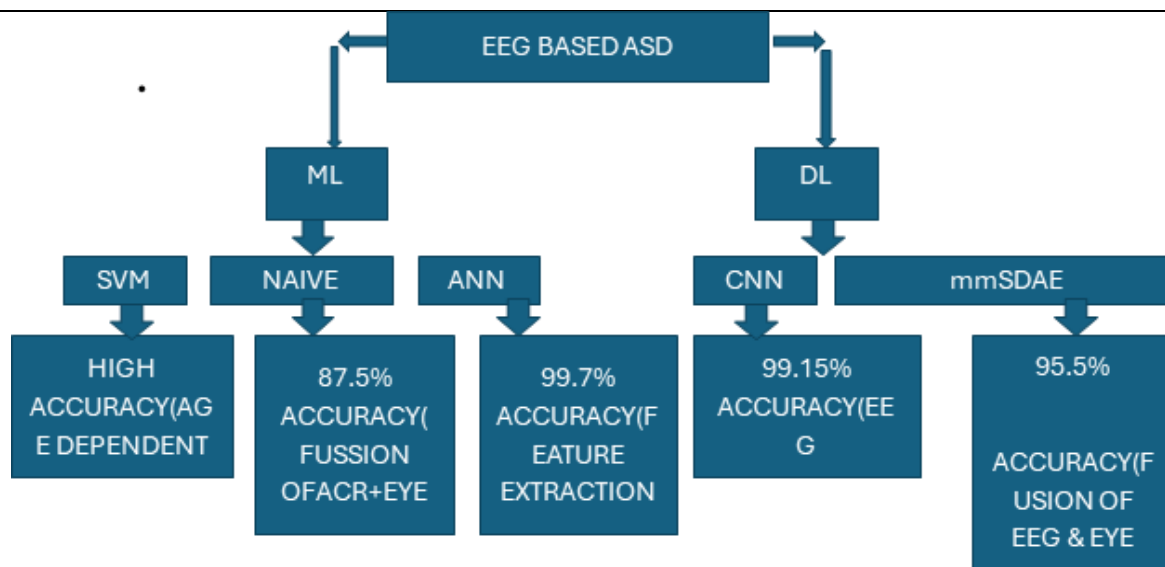 EEG BASED ASD
ML
DL
SVM
NAIVE
ANN
CNN
mmSDAE
HIGH
ACCURACY(AG
E DEPENDENT
87.5%
ACCURACY(
FUSSION
OFACR+EYE
99.7%
ACCURACY(F
EATURE
EXTRACTION
99.15%
ACCURACY(EE
G
95.5%
ACCURACY(F
USION OF
EEG & EYE